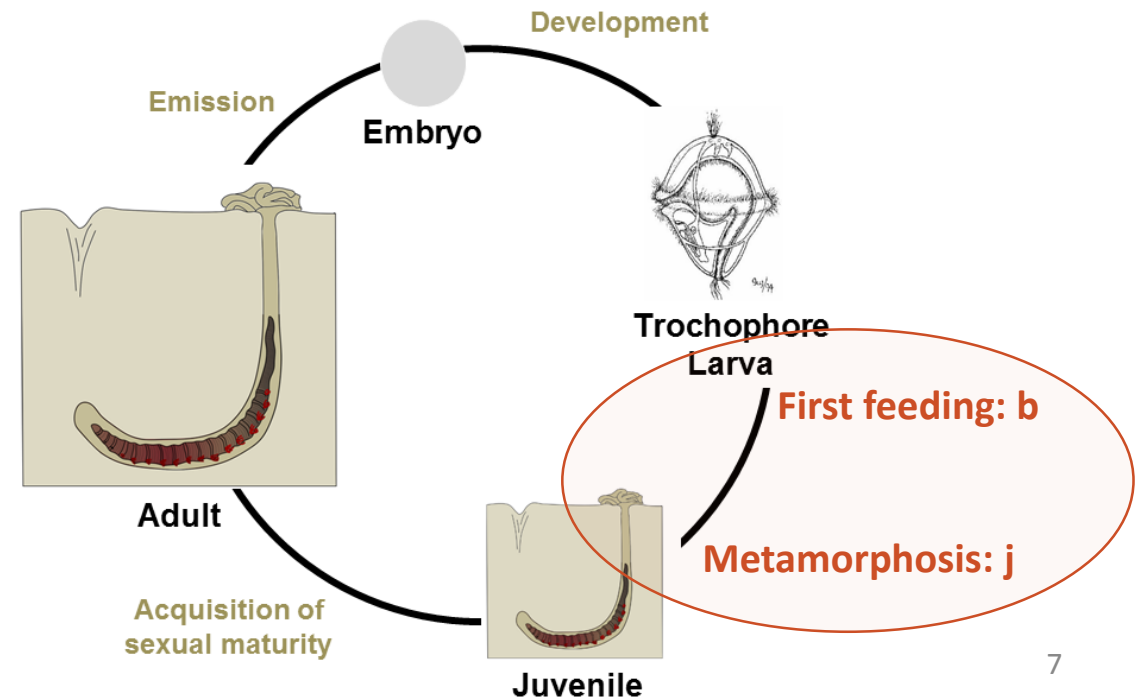 Development
Emission
Embryo
Trochophore
Larva
First feeding: b
Adult
Metamorphosis: j
Acquisition of
sexual maturity
Juvenile
7